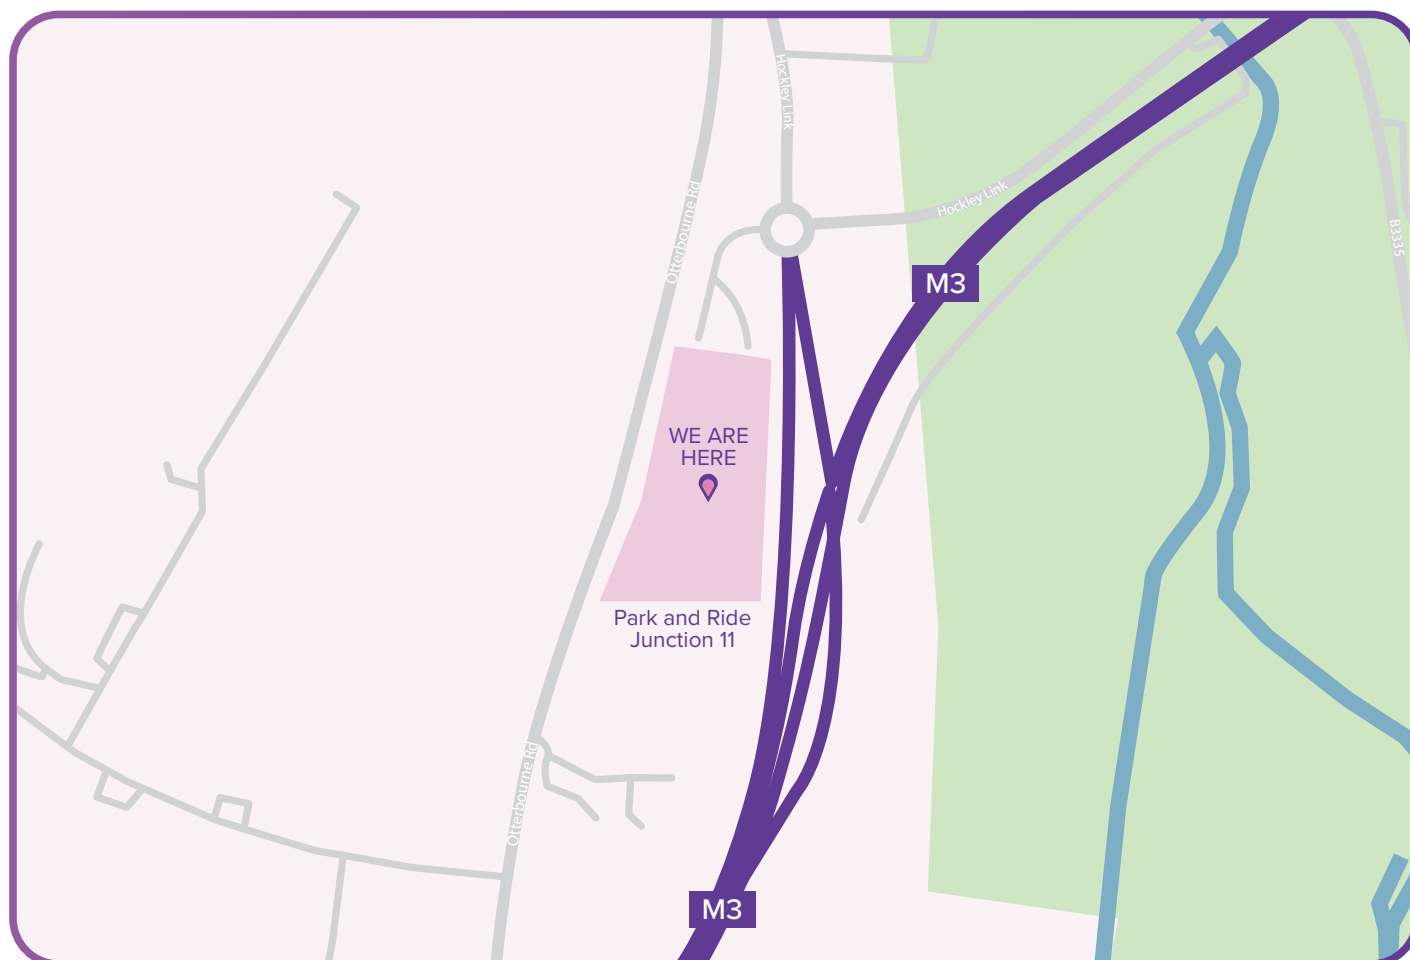 Hockley Link
Otterbourne Rd
Hockley Link
B3335
M3
WE ARE
HERE
Park and Ride
Junction 11
Otterbourne Rd
M3